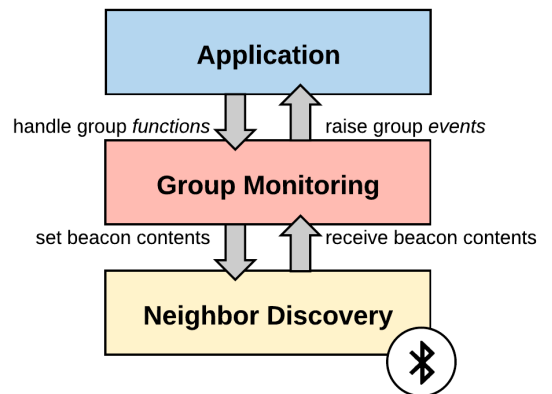 Application
handle group functions
raise group events
Group Monitoring
set beacon contents
receive beacon contents
Neighbor Discovery